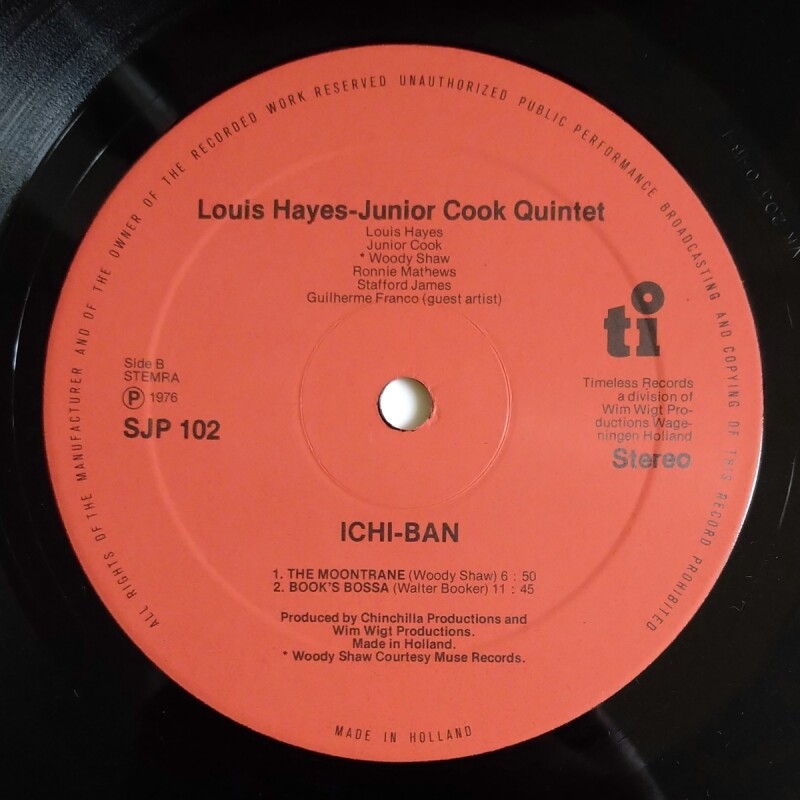 ALL RIGHTS OF THE MANUFACTURER AND OF THE OWNER OF THE RECORDED WORK RESERVED UNAUTHORIZED PUBLIC PERFORMANCE BROADCASTING AND COPYING OF THIS RECORD PROHIBITED
Louis Hayes-Junior Cook Quintet
Louis Hayes
Junior Cook
* Woody Shaw
Ronnie Mathews
Stafford James
Guilherme Franco (guest artist)
ti
Side B
STEMRA
Ⓟ 1976
SJP 102
Timeless Records
a division of
Wim Wigt Pro-
ductions Wage-
ningen Holland
Stereo
ICHI-BAN
1. THE MOONTRANE (Woody Shaw) 6 : 50
2. BOOK'S BOSSA (Walter Booker) 11 : 45
Produced by Chinchilla Productions and
Wim Wigt Productions.
Made in Holland.
* Woody Shaw Courtesy Muse Records.
MADE IN HOLLAND